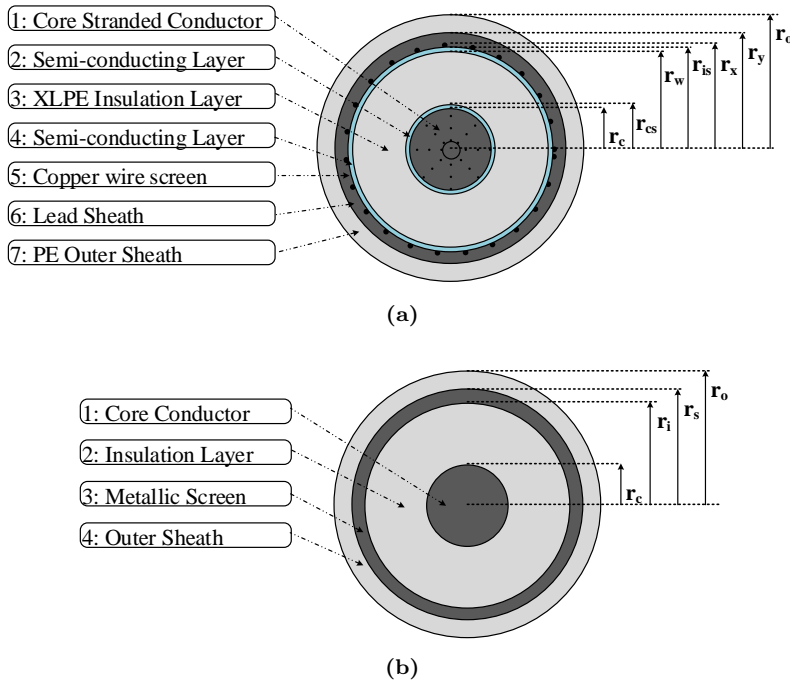 1: Core Stranded Conductor
2: Semi-conducting Layer
3: XLPE Insulation Layer
4: Semi-conducting Layer
5: Copper wire screen
6: Lead Sheath
7: PE Outer Sheath
r_c
r_cs
r_w
r_is
r_x
r_y
r_o
(a)
1: Core Conductor
2: Insulation Layer
3: Metallic Screen
4: Outer Sheath
r_c
r_i
r_s
r_o
(b)